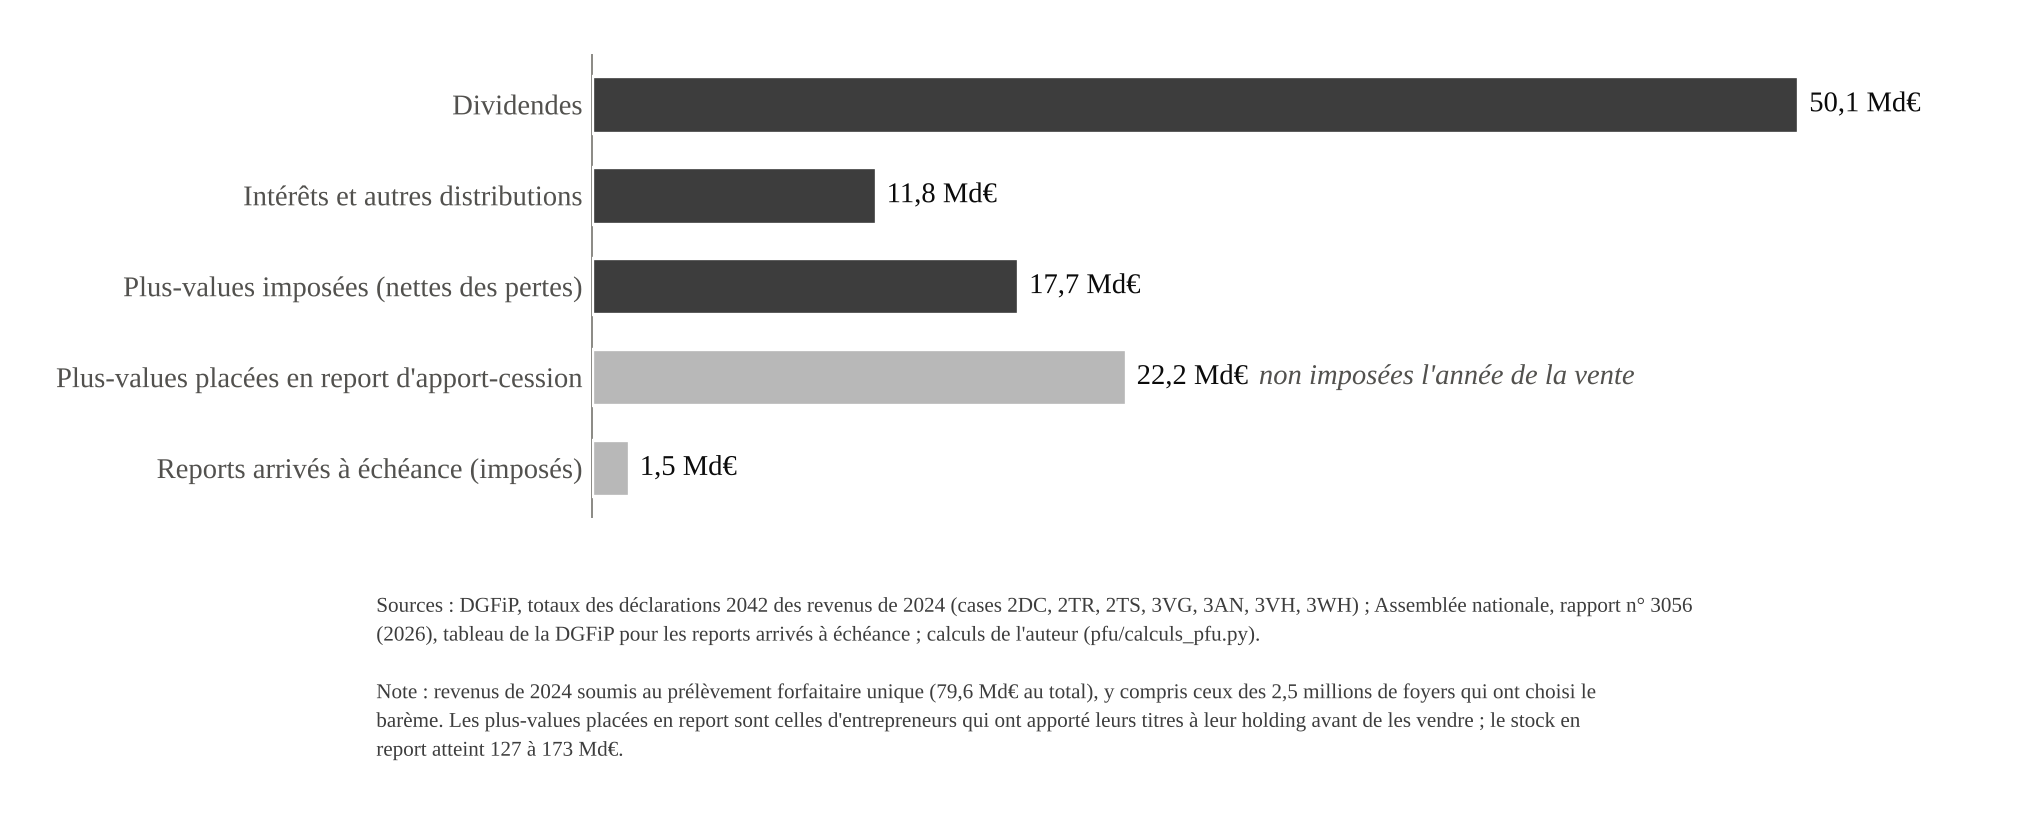 Dividendes 50,1 Md€
Intérêts et autres distributions 11,8 Md€
Plus-values imposées (nettes des pertes) 17,7 Md€
Plus-values placées en report d'apport-cession 22,2 Md€ non imposées l'année de la vente
Reports arrivés à échéance (imposés) 1,5 Md€
Sources : DGFiP, totaux des déclarations 2042 des revenus de 2024 (cases 2DC, 2TR, 2TS, 3VG, 3AN, 3VH, 3WH) ; Assemblée nationale, rapport n° 3056
(2026), tableau de la DGFiP pour les reports arrivés à échéance ; calculs de l'auteur (pfu/calculs_pfu.py).
Note : revenus de 2024 soumis au prélèvement forfaitaire unique (79,6 Md€ au total), y compris ceux des 2,5 millions de foyers qui ont choisi le
barème. Les plus-values placées en report sont celles d'entrepreneurs qui ont apporté leurs titres à leur holding avant de les vendre ; le stock en
report atteint 127 à 173 Md€.